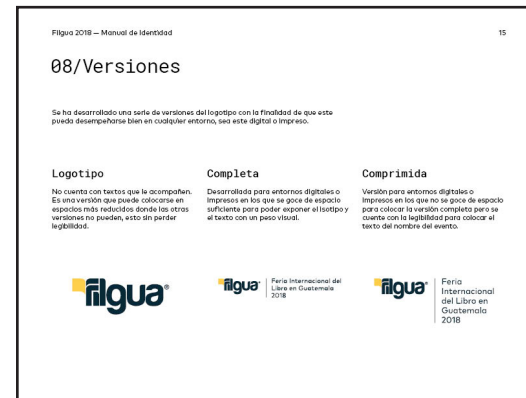 Filgua 2018 — Manual de Identidad
15
08/Versiones
Se ha desarrollado una serie de versiones del logotipo con la finalidad de que este
pueda desempeñarse bien en cualquier entorno, sea este digital o impreso.
Logotipo
No cuenta con textos que le acompañen.
Es una versión que puede colocarse en
espacios más reducidos donde las otras
versiones no pueden, esto sin perder
legibilidad.
Completa
Desarrollada para entornos digitales o
impresos en los que se goce de espacio
suficiente para poder exponer el isotipo y
el texto con un peso visual.
Comprimida
Versión para entornos digitales o
impresos en los que no se goce de espacio
para colocar la versión completa pero se
cuente con la legibilidad para colocar el
texto del nombre del evento.
filgua®
filgua®
Feria Internacional del
Libro en Guatemala
2018
filgua®
Feria
Internacional
del Libro en
Guatemala
2018